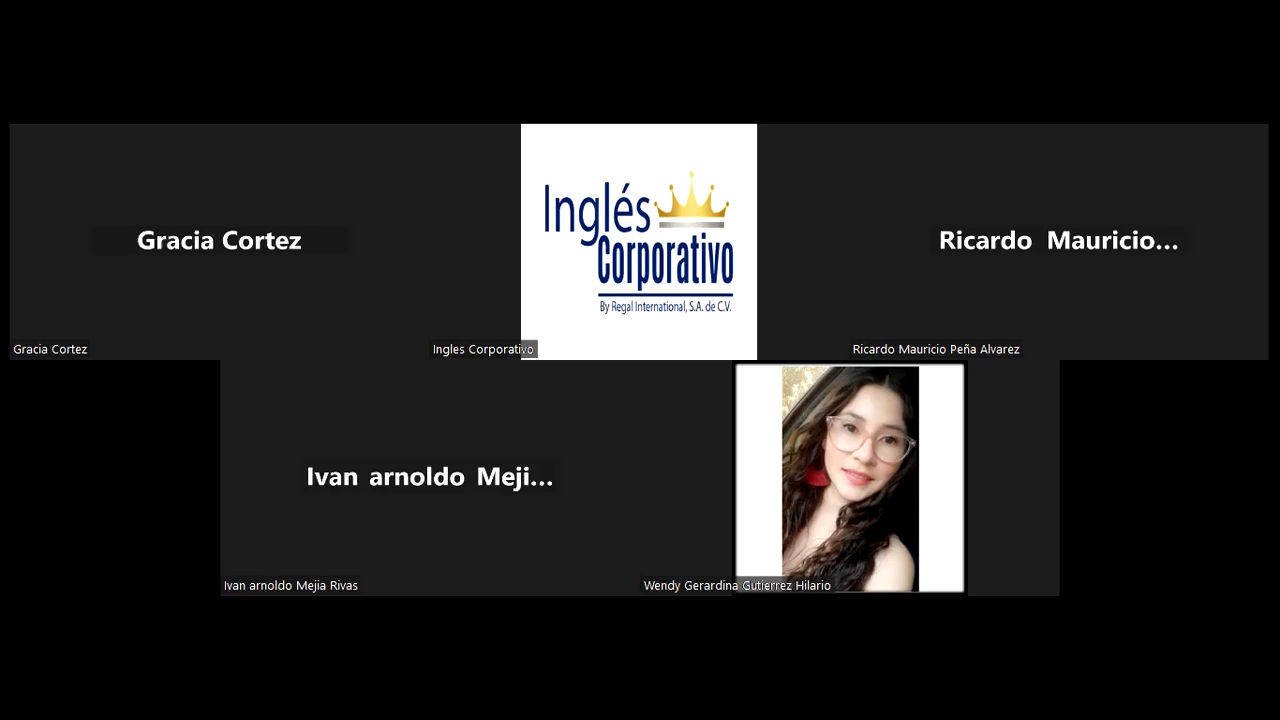 Gracia Cortez
Inglés
Corporativo
By Regal International, S.A. de C.V.
Ricardo Mauricio...
Gracia Cortez
Ingles Corporativo
Ricardo Mauricio Peña Alvarez
Ivan arnoldo Meji...
Ivan arnoldo Mejia Rivas
Wendy Gerardina Gutierrez Hilario